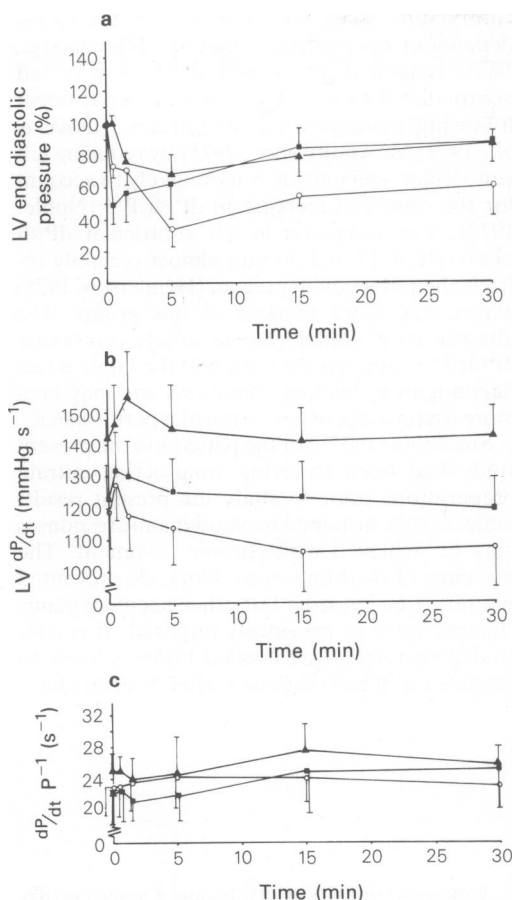 a
LV end diastolic
pressure (%)
140
120
100
80
60
40
20
0
0 5 10 15 20 25 30
Time (min)
b
LV dP/dt (mmHg s⁻¹)
1500
1400
1300
1200
1100
1000
0
0 5 10 15 20 25 30
Time (min)
c
dP/dt P⁻¹ (s⁻¹)
32
28
26
24
20
0
0 5 10 15 20 25 30
Time (min)